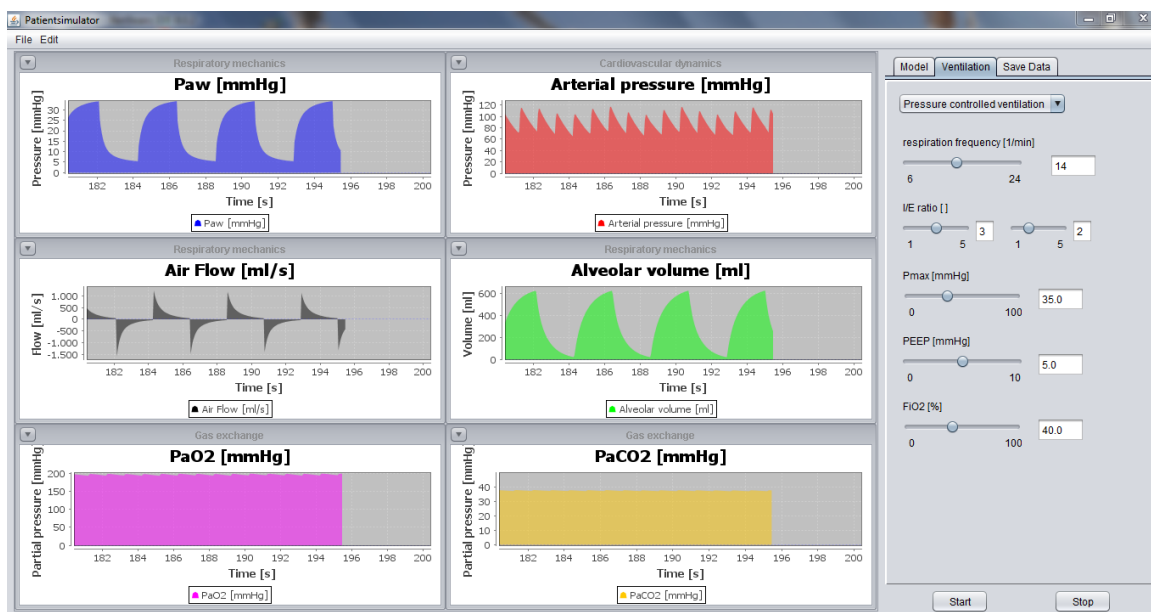 Patientsimulator
File Edit
Respiratory mechanics
Paw [mmHg]
Pressure [mmHg]
30
25
20
15
10
5
0
182 184 186 188 190 192 194 196 198 200
Time [s]
Paw [mmHg]
Cardiovascular dynamics
Arterial pressure [mmHg]
Pressure [mmHg]
120
100
80
60
40
20
0
182 184 186 188 190 192 194 196 198 200
Time [s]
Arterial pressure [mmHg]
Respiratory mechanics
Air Flow [ml/s]
Flow [ml/s]
1.000
500
0
-500
-1.000
-1.500
182 184 186 188 190 192 194 196 198 200
Time [s]
Air Flow [ml/s]
Respiratory mechanics
Alveolar volume [ml]
Volume [ml]
600
400
200
0
182 184 186 188 190 192 194 196 198 200
Time [s]
Alveolar volume [ml]
Gas exchange
PaO2 [mmHg]
Partial pressure [mmHg]
200
150
100
50
0
182 184 186 188 190 192 194 196 198 200
Time [s]
PaO2 [mmHg]
Gas exchange
PaCO2 [mmHg]
Partial pressure [mmHg]
40
30
20
10
0
182 184 186 188 190 192 194 196 198 200
Time [s]
PaCO2 [mmHg]
Model Ventilation Save Data
Pressure controlled ventilation
respiration frequency [1/min]
14
6 24
I/E ratio [ ]
3 2
1 5 1 5
Pmax [mmHg]
35.0
0 100
PEEP [mmHg]
5.0
0 10
FiO2 [%]
40.0
0 100
Start Stop